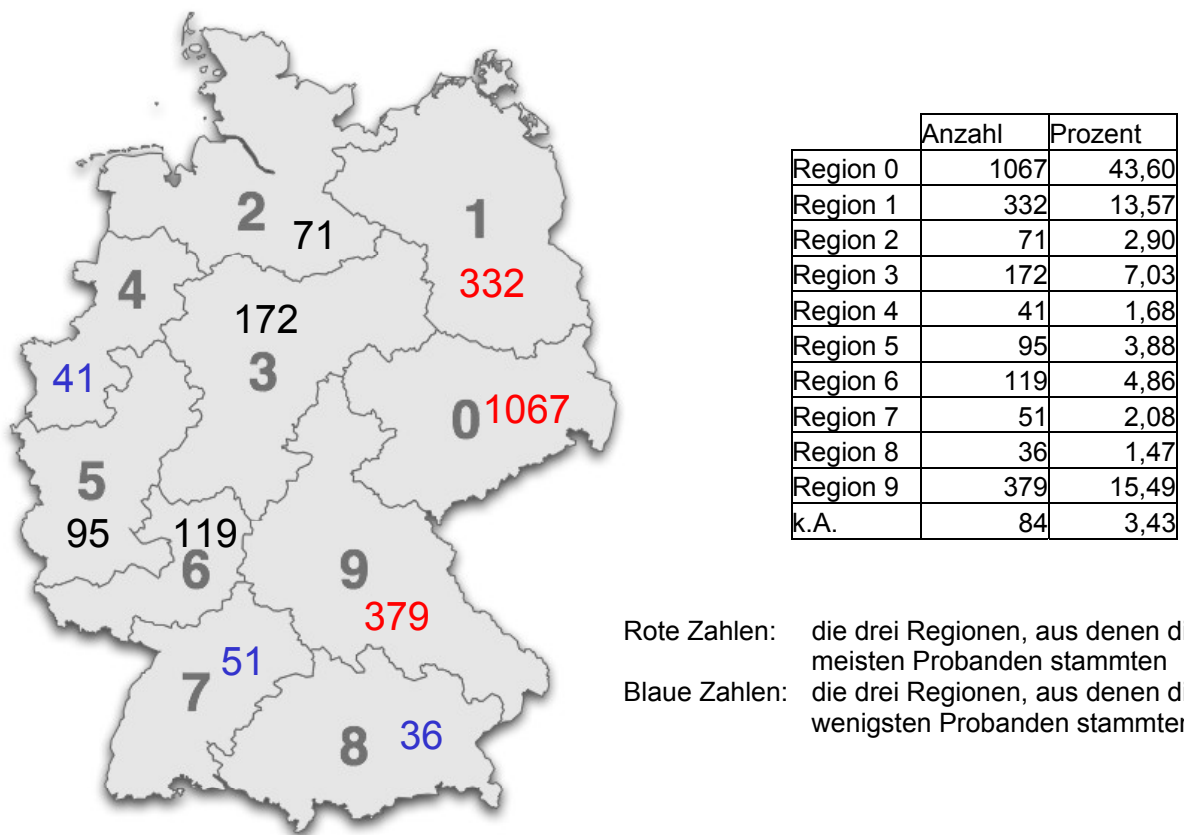 2
71
1
332
4
172
3
41
0 1067
5
95
119
6
9
379
51
7
8
36
Anzahl Prozent
Region 0 1067 43,60
Region 1 332 13,57
Region 2 71 2,90
Region 3 172 7,03
Region 4 41 1,68
Region 5 95 3,88
Region 6 119 4,86
Region 7 51 2,08
Region 8 36 1,47
Region 9 379 15,49
k.A. 84 3,43
Rote Zahlen: die drei Regionen, aus denen di
meisten Probanden stammten
Blaue Zahlen: die drei Regionen, aus denen di
wenigsten Probanden stammten